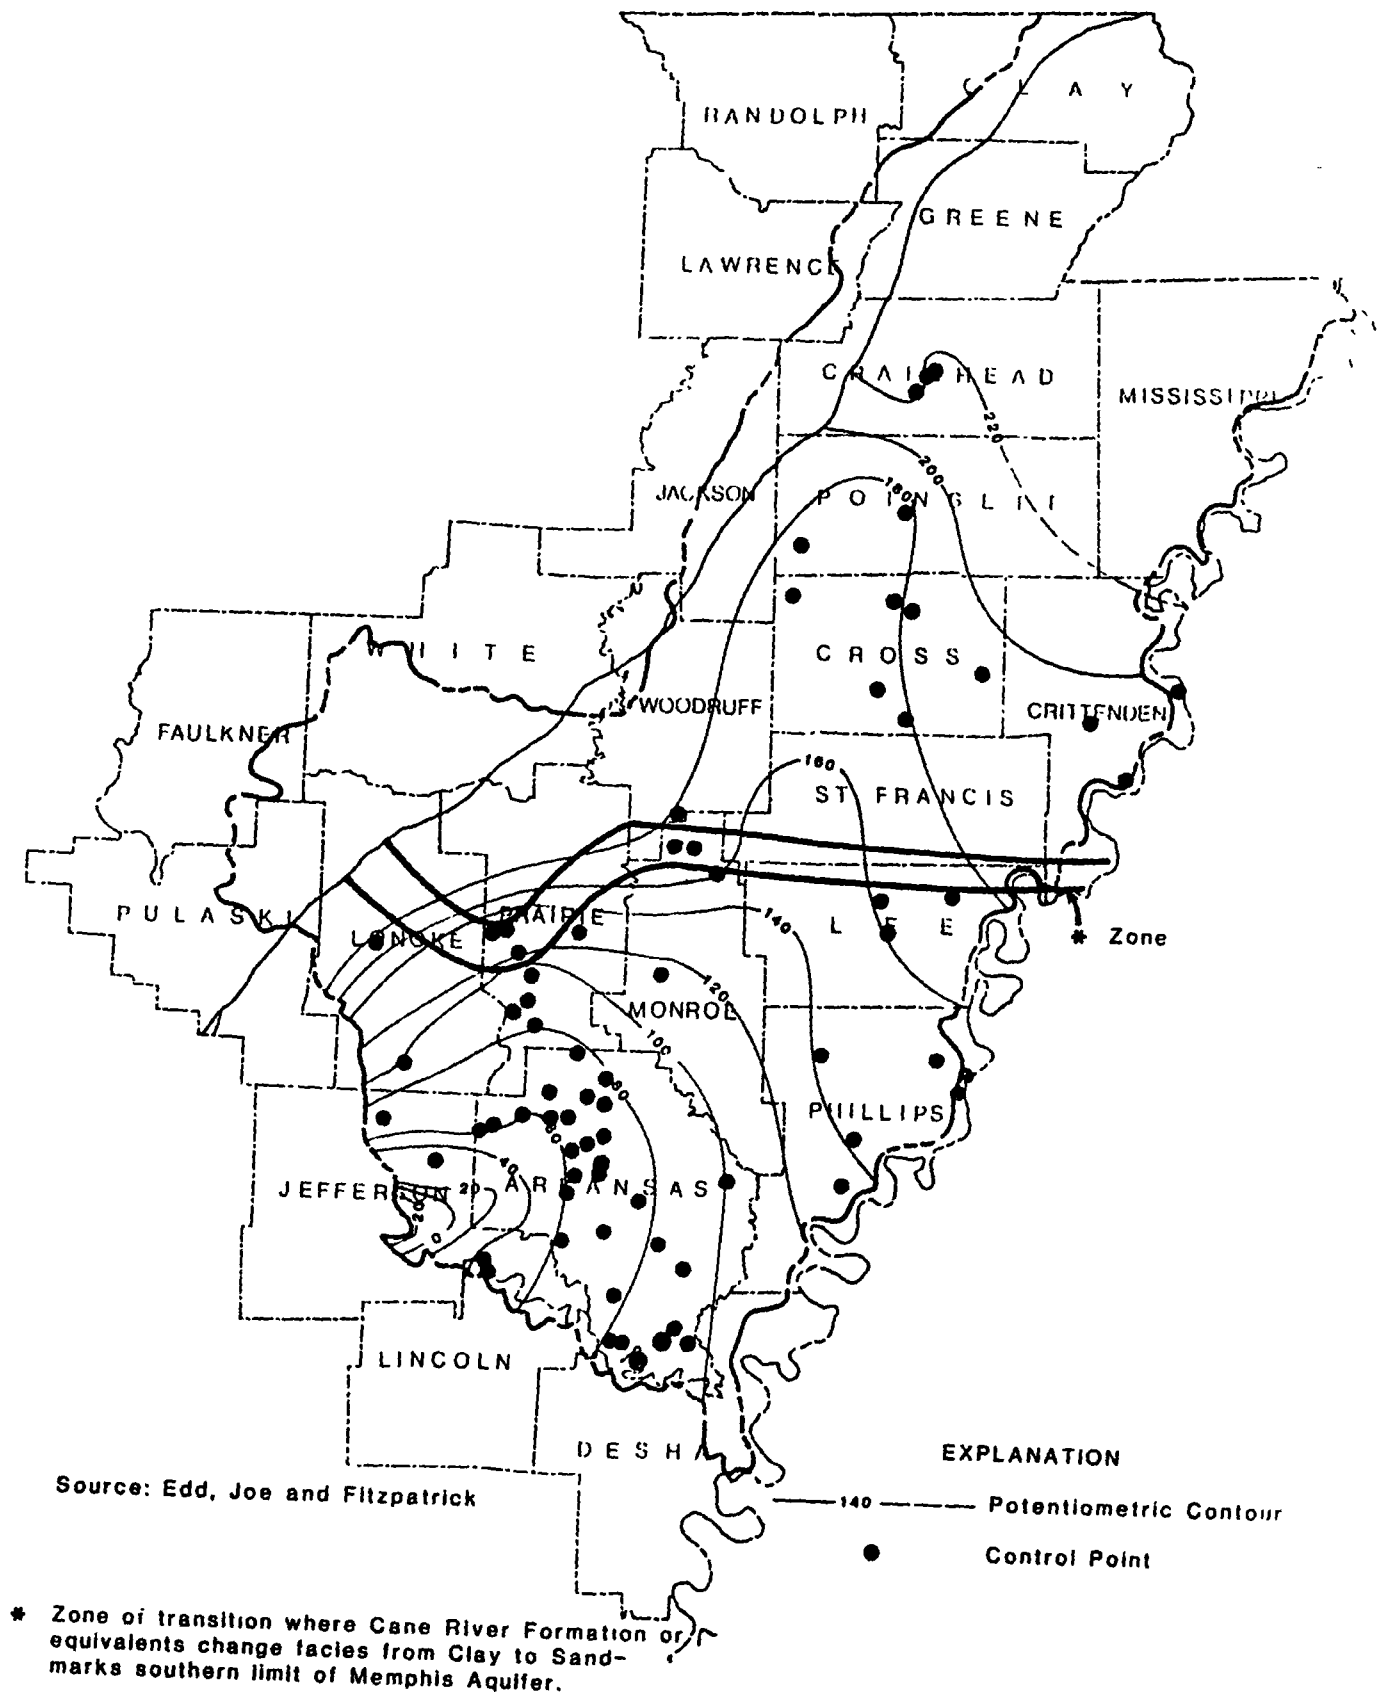 RANDOLPH
C L A Y
GREENE
LAWRENCE
CRAIGHEAD
MISSISSIPPI
220
200
JACKSON
180
POINSETT
WHITE
CROSS
WOODRUFF
CRITTENDEN
FAULKNER
160
ST FRANCIS
PULASKI
LONOKE
PRAIRIE
140
LEE
* Zone
120
MONROE
100
80
PHILLIPS
60
40
JEFFERSON
20
ARKANSAS
20
0
LINCOLN
DESHA
EXPLANATION
Source: Edd, Joe and Fitzpatrick
140
Potentiometric Contour
Control Point
* Zone of transition where Cane River Formation or
equivalents change facies from Clay to Sand-
marks southern limit of Memphis Aquifer.